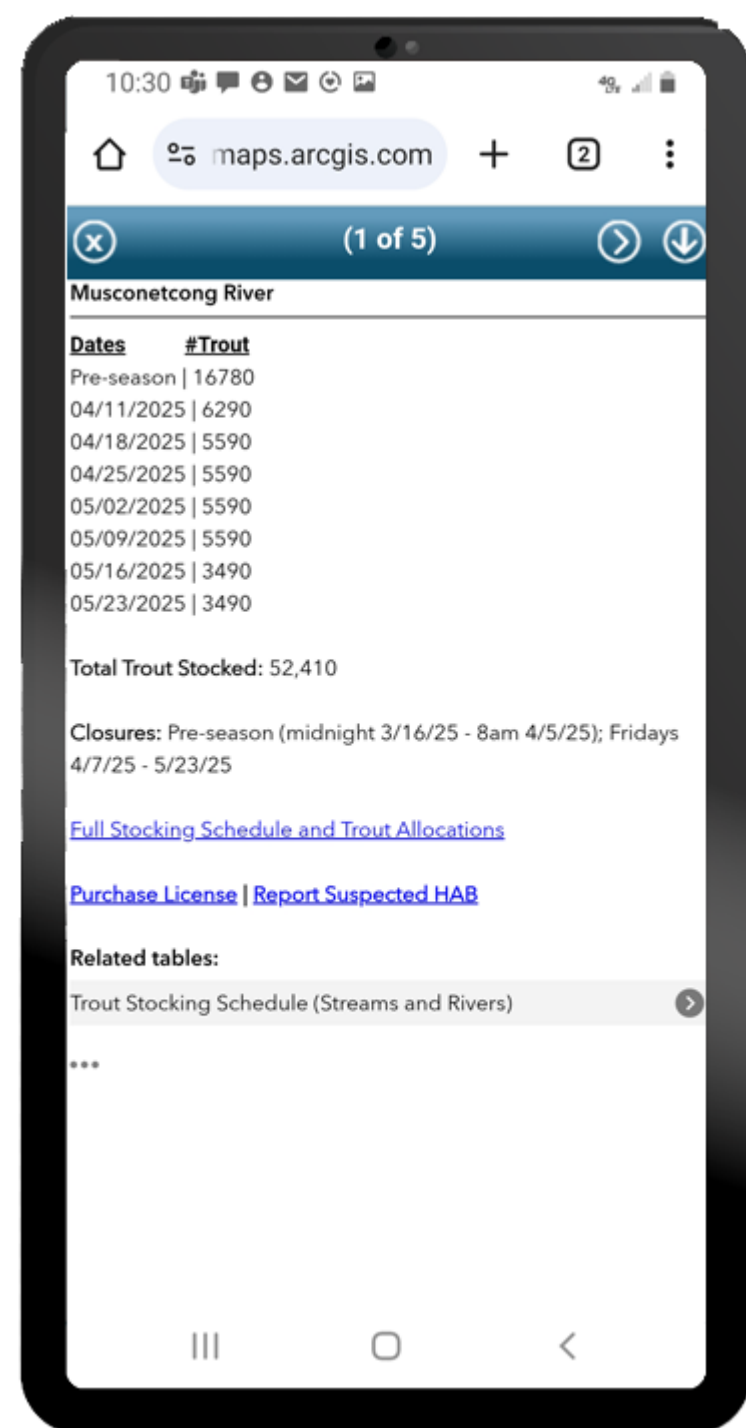 10:30
4G
LTE
maps.arcgis.com
2
(1 of 5)
Musconetcong River
Dates #Trout
Pre-season | 16780
04/11/2025 | 6290
04/18/2025 | 5590
04/25/2025 | 5590
05/02/2025 | 5590
05/09/2025 | 5590
05/16/2025 | 3490
05/23/2025 | 3490
Total Trout Stocked: 52,410
Closures: Pre-season (midnight 3/16/25 - 8am 4/5/25); Fridays
4/7/25 - 5/23/25
Full Stocking Schedule and Trout Allocations
Purchase License | Report Suspected HAB
Related tables:
Trout Stocking Schedule (Streams and Rivers)
•••